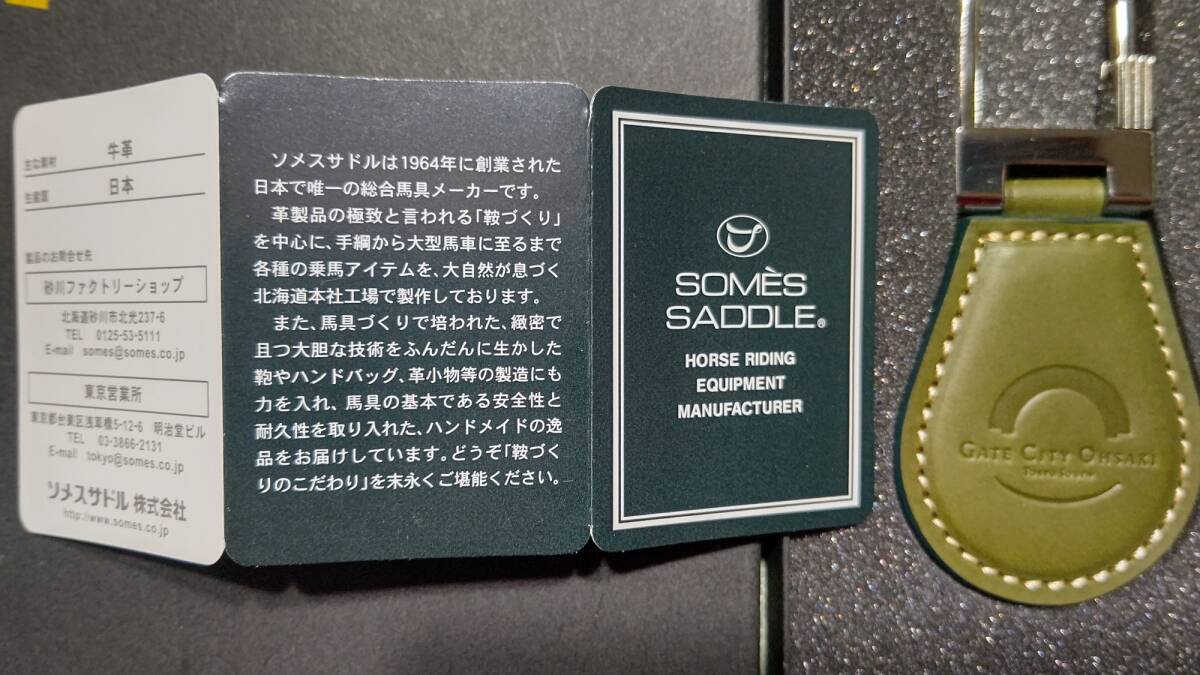 主な素材 牛革
生産国 日本
製品のお問合せ先
砂川ファクトリーショップ
北海道砂川市北光237-6
TEL 0125-53-5111
E-mail somes@somes.co.jp
東京営業所
東京都台東区浅草橋5-12-6 明治堂ビル
TEL 03-3866-2131
E-mail tokyo@somes.co.jp
ソメスサドル 株式会社
http://www.somes.co.jp
ソメスサドルは1964年に創業された
日本で唯一の総合馬具メーカーです。
革製品の極致と言われる「鞍づくり」
を中心に、手綱から大型馬車に至るまで
各種の乗馬アイテムを、大自然が息づく
北海道本社工場で製作しております。
また、馬具づくりで培われた、緻密で
且つ大胆な技術をふんだんに生かした
鞄やハンドバッグ、革小物等の製造にも
力を入れ、馬具の基本である安全性と
耐久性を取り入れた、ハンドメイドの逸
品をお届けしています。どうぞ「鞍づく
りのこだわり」を末永くご堪能ください。
SOMÈS
SADDLE®
HORSE RIDING
EQUIPMENT
MANUFACTURER
GATE CITY OHSAKI